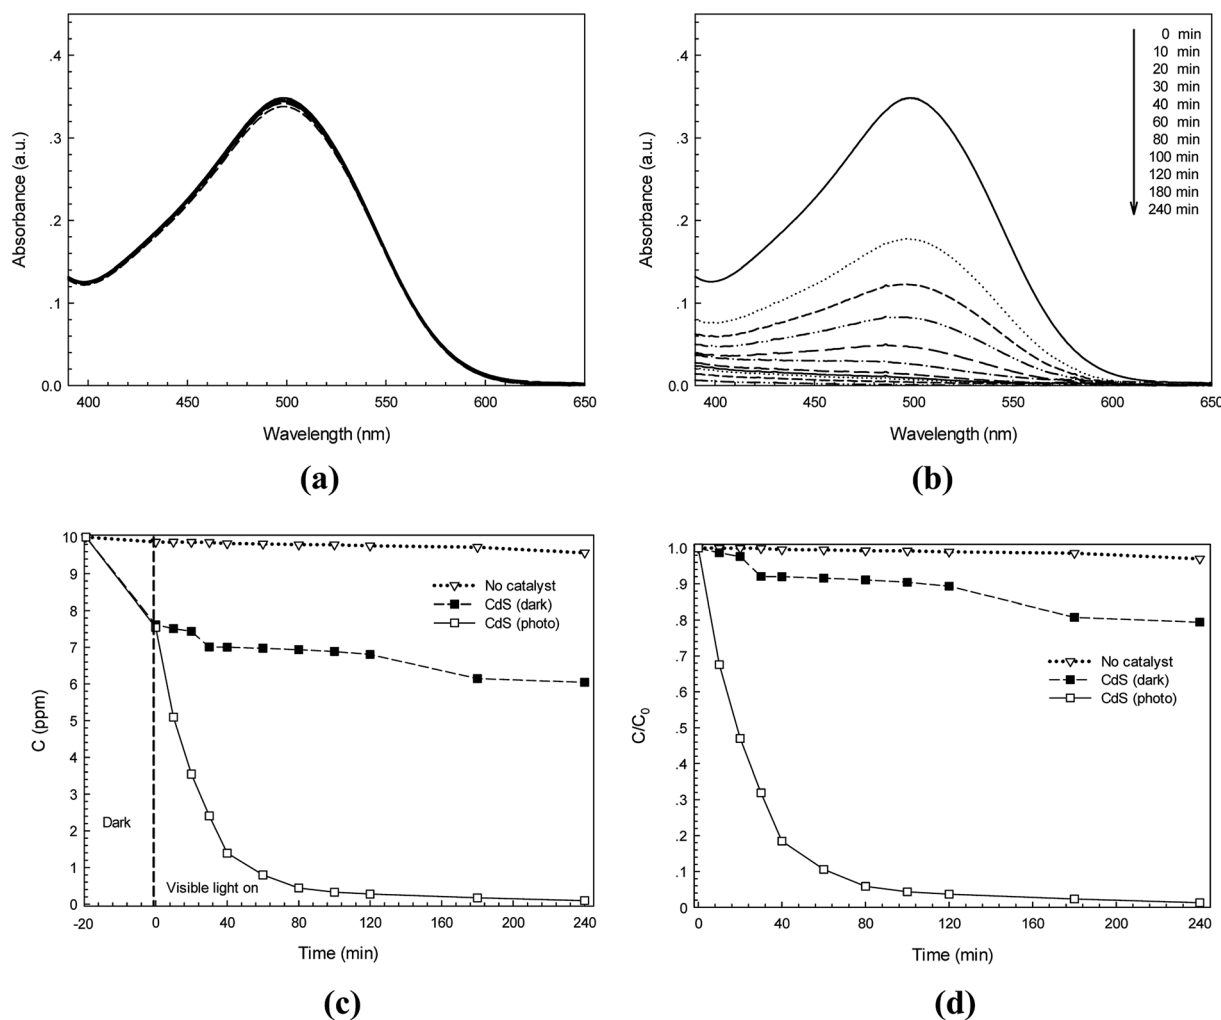 .4
.3
.2
.1
0.0
400 450 500 550 600 650
Absorbance (a.u.)
Wavelength (nm)
(a)
.4
.3
.2
.1
0.0
400 450 500 550 600 650
Absorbance (a.u.)
Wavelength (nm)
0 min
10 min
20 min
30 min
40 min
60 min
80 min
100 min
120 min
180 min
240 min
(b)
10
9
8
7
6
5
4
3
2
1
0
-20 0 40 80 120 160 200 240
C (ppm)
Time (min)
No catalyst
CdS (dark)
CdS (photo)
Dark
Visible light on
(c)
1.0
.9
.8
.7
.6
.5
.4
.3
.2
.1
0
0 40 80 120 160 200 240
C/C₀
Time (min)
No catalyst
CdS (dark)
CdS (photo)
(d)